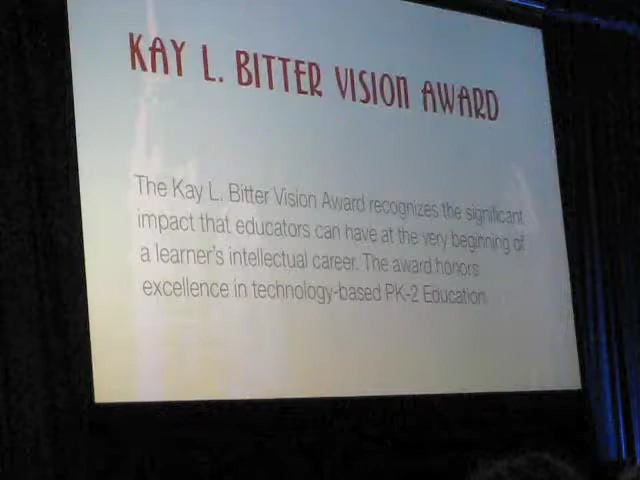 KAY L. BITTER VISION AWARD
The Kay L. Bitter Vision Award recognizes the significant
impact that educators can have at the very beginning of
a learner's intellectual career. The award honors
excellence in technology-based PK-2 Education